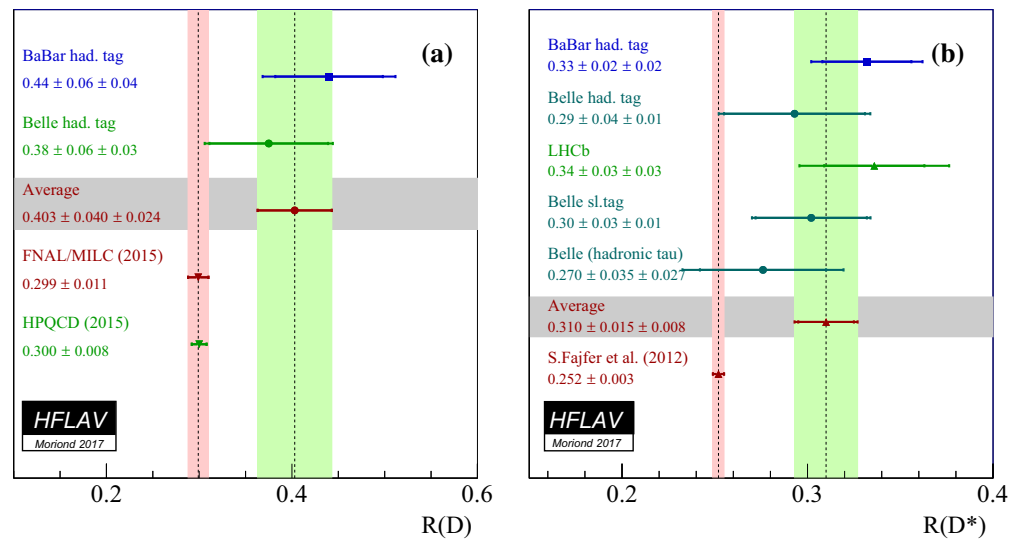 (a)
BaBar had. tag
0.44 ± 0.06 ± 0.04
Belle had. tag
0.38 ± 0.06 ± 0.03
Average
0.403 ± 0.040 ± 0.024
FNAL/MILC (2015)
0.299 ± 0.011
HPQCD (2015)
0.300 ± 0.008
HFLAV
Moriond 2017
0.2
0.4
0.6
R(D)
(b)
BaBar had. tag
0.33 ± 0.02 ± 0.02
Belle had. tag
0.29 ± 0.04 ± 0.01
LHCb
0.34 ± 0.03 ± 0.03
Belle sl.tag
0.30 ± 0.03 ± 0.01
Belle (hadronic tau)
0.270 ± 0.035 ± 0.027
Average
0.310 ± 0.015 ± 0.008
S.Fajfer et al. (2012)
0.252 ± 0.003
HFLAV
Moriond 2017
0.2
0.3
0.4
R(D*)